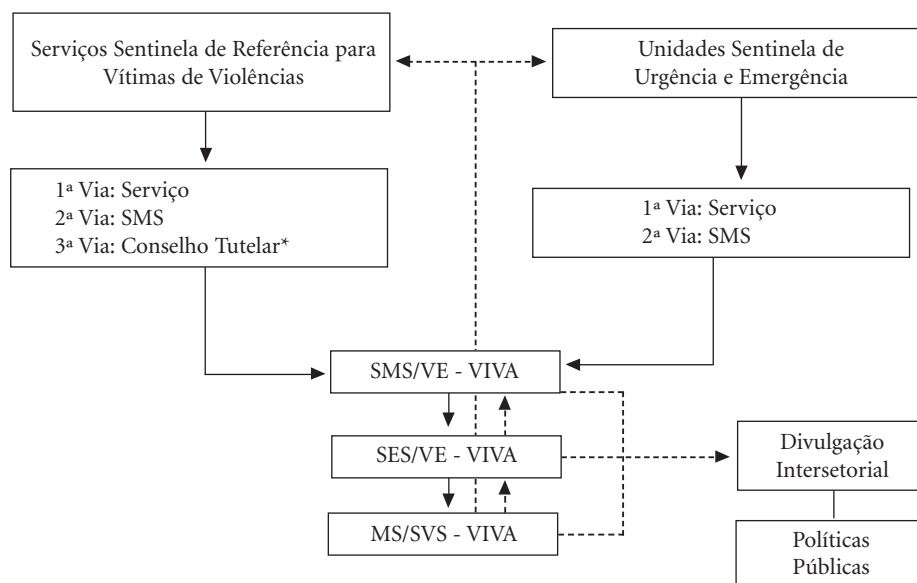 Serviços Sentinela de Referência para
Vítimas de Violências
Unidades Sentinela de
Urgência e Emergência
1ª Via: Serviço
2ª Via: SMS
3ª Via: Conselho Tutelar*
1ª Via: Serviço
2ª Via: SMS
SMS/VE - VIVA
SES/VE - VIVA
MS/SVS - VIVA
Divulgação
Intersetorial
Políticas
Públicas